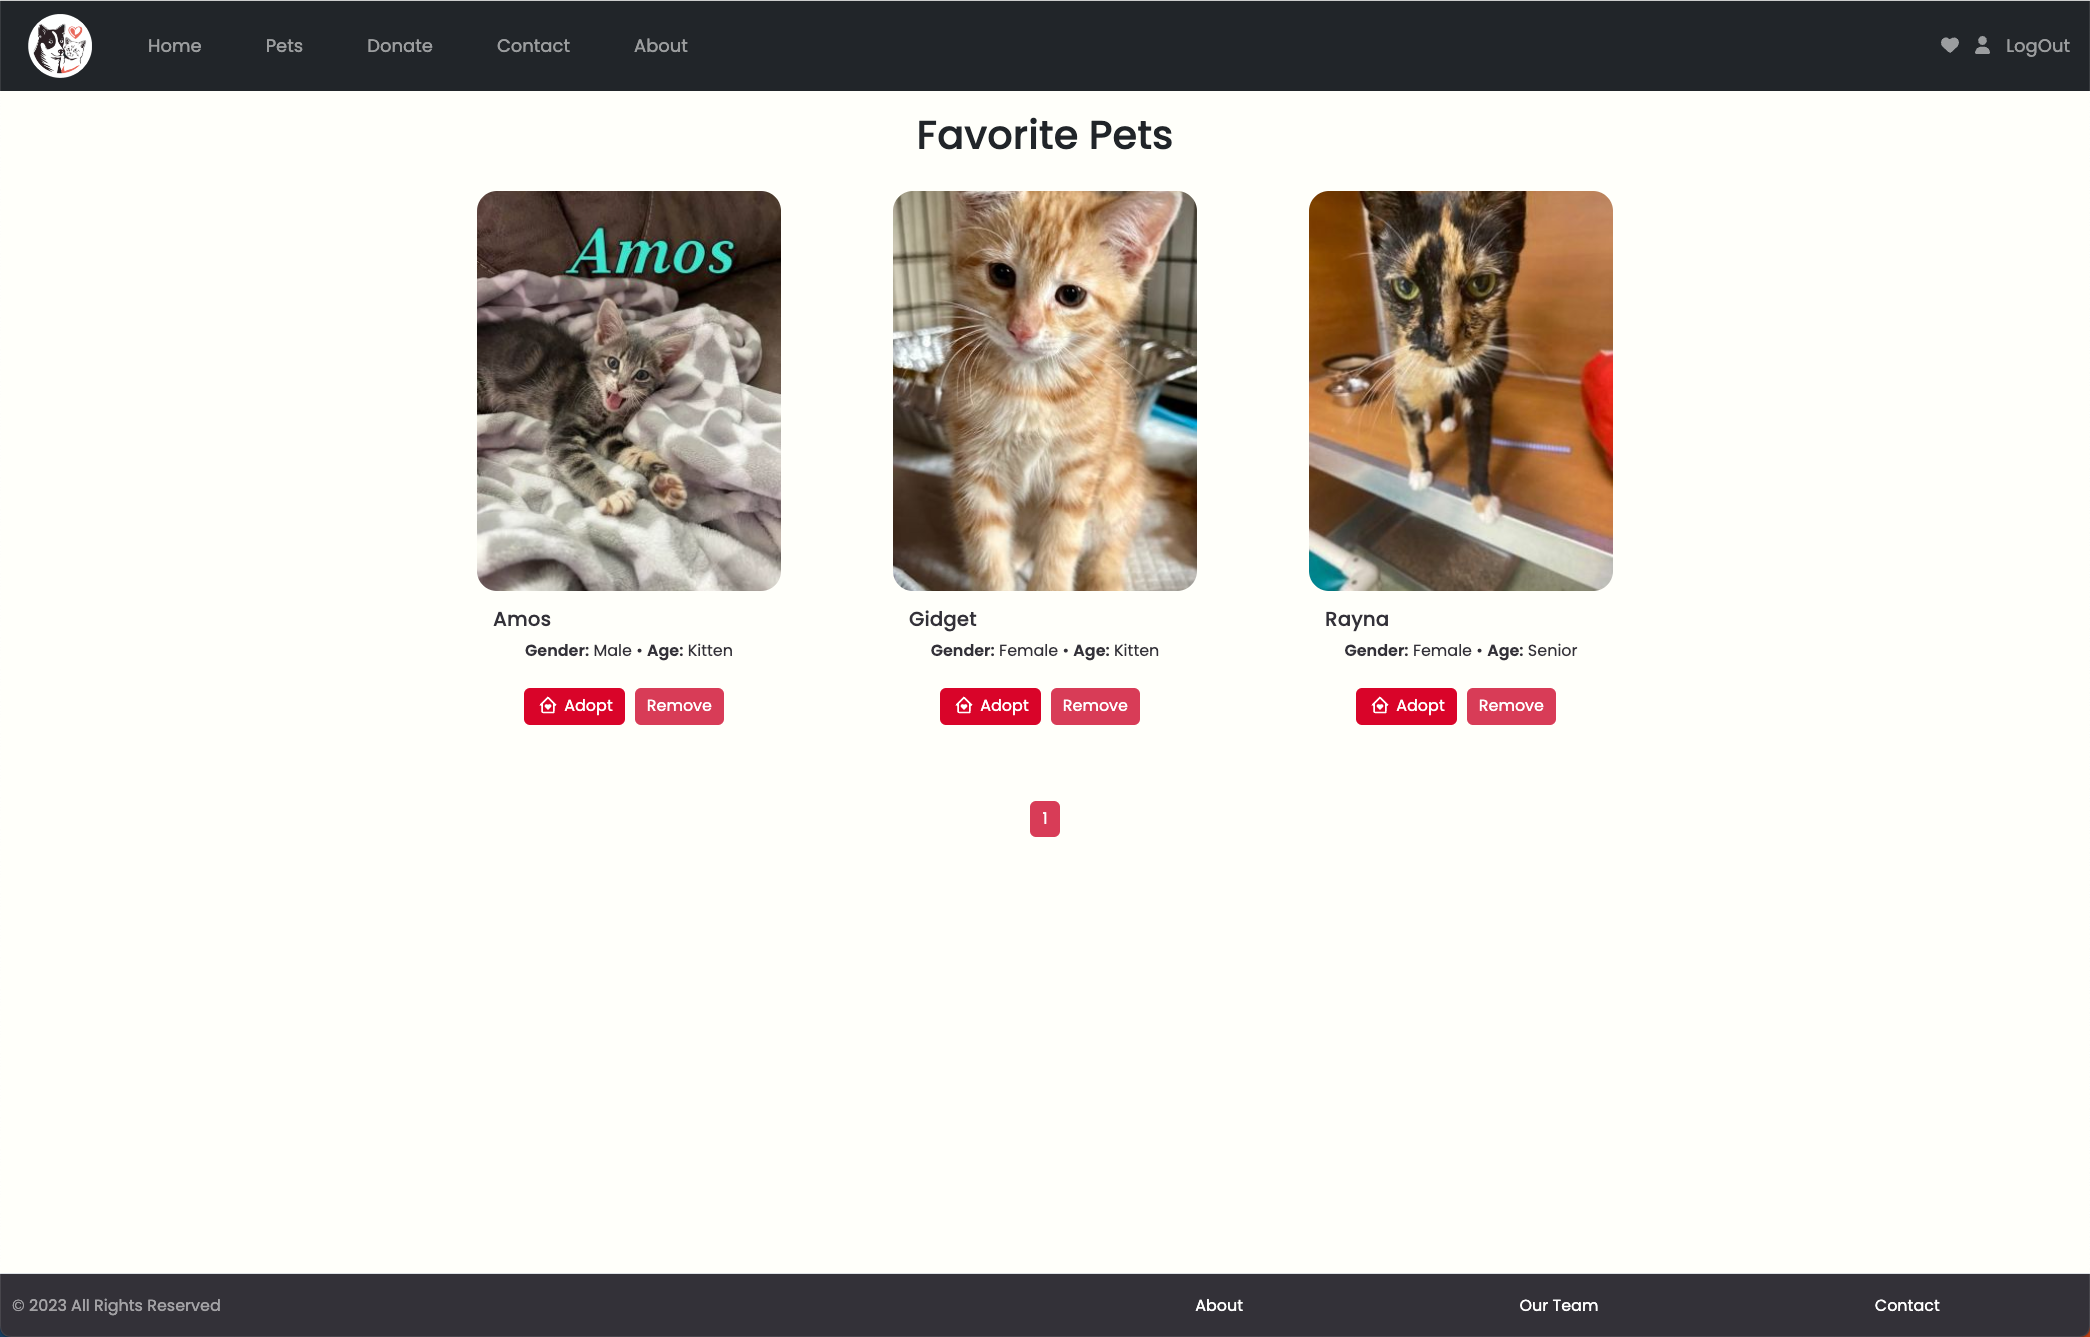 Home Pets Donate Contact About LogOut
Favorite Pets
Amos
Amos Gidget Rayna
Gender: Male • Age: Kitten Gender: Female • Age: Kitten Gender: Female • Age: Senior
Adopt Remove Adopt Remove Adopt Remove
1
© 2023 All Rights Reserved About Our Team Contact